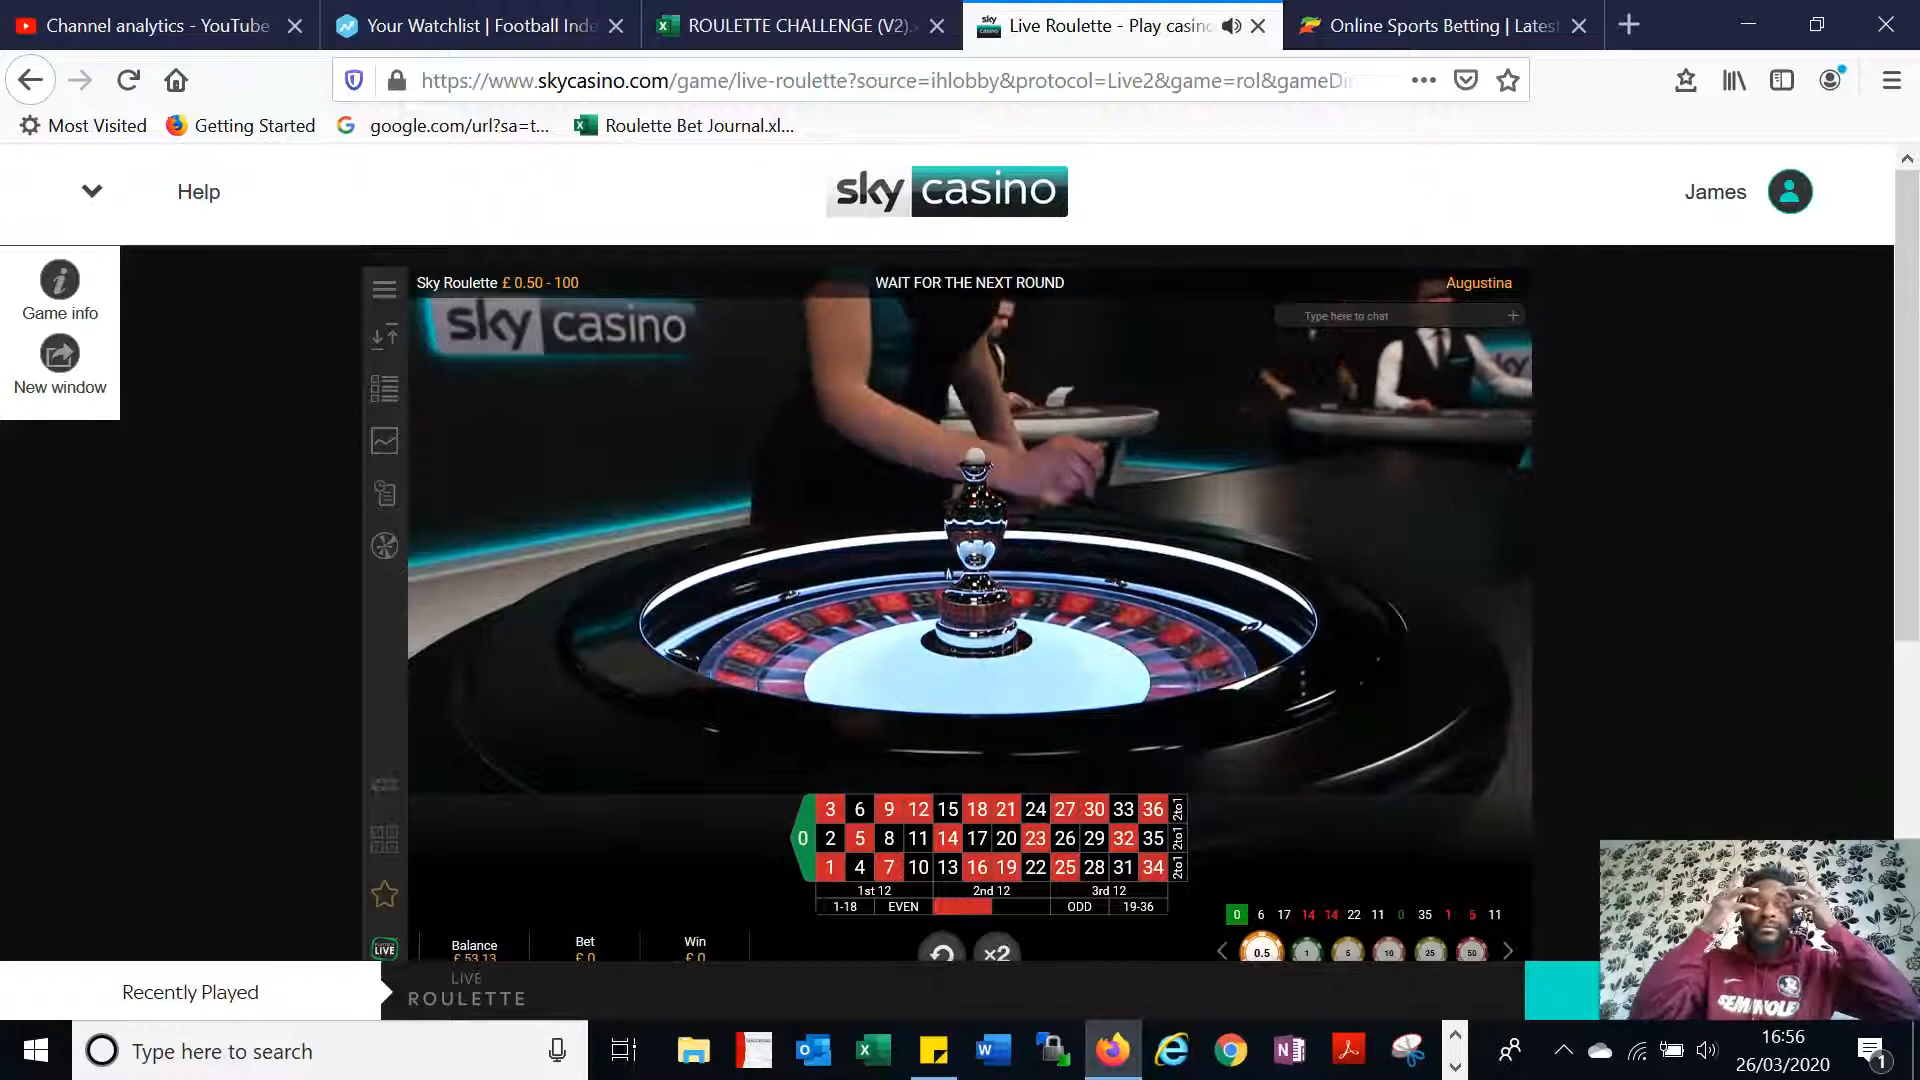 Channel analytics - YouTube
Your Watchlist | Football Inde
ROULETTE CHALLENGE (V2).
sky casino
Live Roulette - Play casino
Online Sports Betting | Latest
https://www.skycasino.com/game/live-roulette?source=ihlobby&protocol=Live2&game=rol&gameDi
Most Visited
Getting Started
google.com/url?sa=t...
Roulette Bet Journal.xl...
Help
sky casino
James
Game info
New window
Sky Roulette £ 0.50 - 100
WAIT FOR THE NEXT ROUND
Augustina
sky casino
Type here to chat
sky
3 6 9 12 15 18 21 24 27 30 33 36 2to1
0 2 5 8 11 14 17 20 23 26 29 32 35 2to1
1 4 7 10 13 16 19 22 25 28 31 34 2to1
1st 12 2nd 12 3rd 12
1-18 EVEN ODD 19-36
0 6 17 14 14 22 11 0 35 1 5 11
LIVE
Balance
£ 53.13
Bet
£ 0
Win
£ 0
×2
0.5 1 5 10 25 50
Recently Played
LIVE
ROULETTE
SEMINOLE
Type here to search
16:56
26/03/2020
1